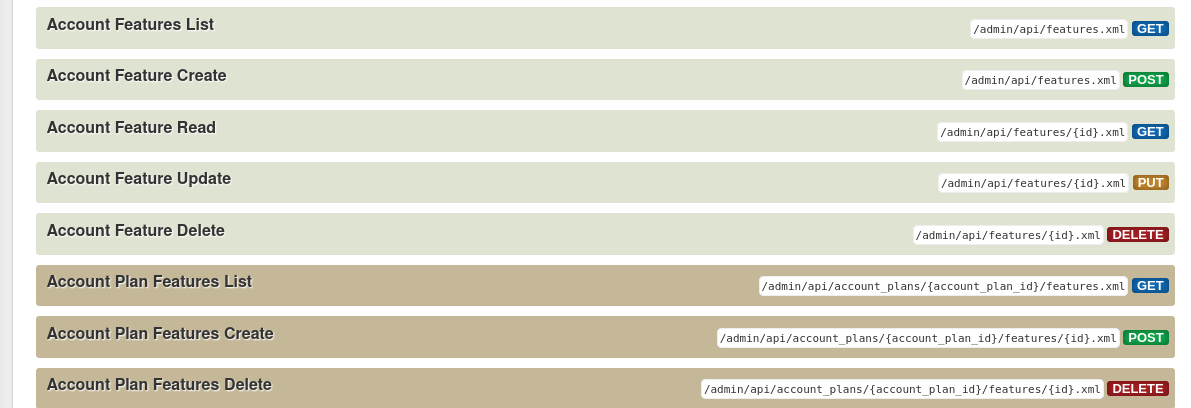 Account Features List /admin/api/features.xml GET
Account Feature Create /admin/api/features.xml POST
Account Feature Read /admin/api/features/{id}.xml GET
Account Feature Update /admin/api/features/{id}.xml PUT
Account Feature Delete /admin/api/features/{id}.xml DELETE
Account Plan Features List /admin/api/account_plans/{account_plan_id}/features.xml GET
Account Plan Features Create /admin/api/account_plans/{account_plan_id}/features/{id}.xml POST
Account Plan Features Delete /admin/api/account_plans/{account_plan_id}/features/{id}.xml DELETE